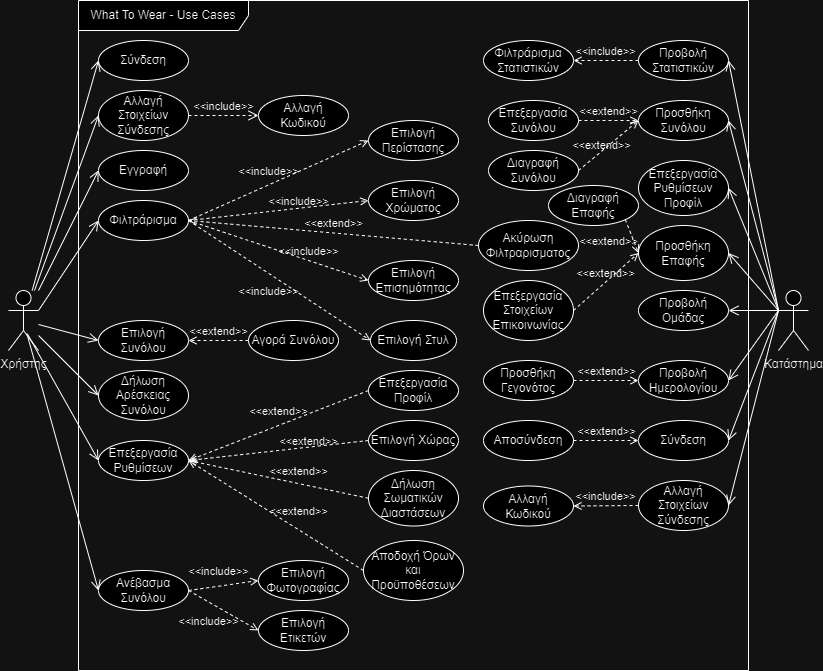 What To Wear - Use Cases
Σύνδεση
Αλλαγή
Στοιχείων
Σύνδεσης
<<include>>
Αλλαγή
Κωδικού
Εγγραφή
Φιλτράρισμα
<<include>>
Επιλογή
Περίστασης
<<include>>
Επιλογή
Χρώματος
<<extend>>
Ακύρωση
Φιλτραρισματος
<<include>>
Επιλογή
Επισημότητας
<<include>>
Επιλογή Στυλ
Χρήστης
Επιλογή
Συνόλου
<<extend>>
Αγορά Συνόλου
Δήλωση
Αρέσκειας
Συνόλου
Επεξεργασία
Ρυθμίσεων
<<extend>>
Επεξεργασία
Προφίλ
<<extend>>
Επιλογή Χώρας
<<extend>>
Δήλωση
Σωματικών
Διαστάσεων
<<extend>>
Αποδοχή Όρων
και
Προϋποθέσεων
Ανέβασμα
Συνόλου
<<include>>
Επιλογή
Φωτογραφίας
<<include>>
Επιλογή
Ετικετών
Φιλτράρισμα
Στατιστικών
<<include>>
Προβολή
Στατιστικών
Επεξεργασία
Συνόλου
<<extend>>
Προσθήκη
Συνόλου
Διαγραφή
Συνόλου
<<extend>>
Επεξεργασία
Ρυθμίσεων
Προφίλ
Διαγραφή
Επαφής
<<extend>>
Προσθήκη
Επαφής
<<extend>>
Επεξεργασία
Στοιχείων
Επικοινωνίας
Προβολή
Ομάδας
Κατάστημα
Προσθήκη
Γεγονότος
<<extend>>
Προβολή
Ημερολογίου
Αποσύνδεση
<<extend>>
Σύνδεση
Αλλαγή
Κωδικού
<<include>>
Αλλαγή
Στοιχείων
Σύνδεσης